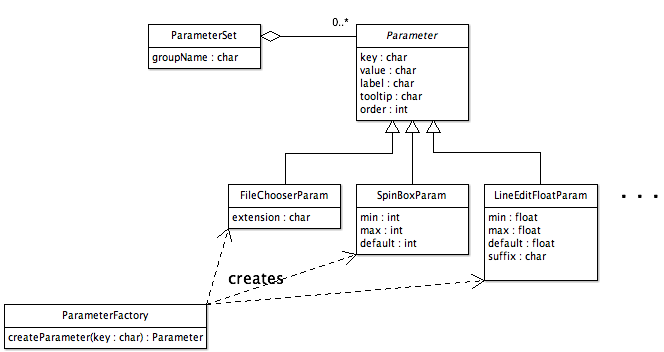 ParameterSet
groupName : char
0..*
Parameter
key : char
value : char
label : char
tooltip : char
order : int
FileChooserParam
extension : char
SpinBoxParam
min : int
max : int
default : int
LineEditFloatParam
min : float
max : float
default : float
suffix : char
. . .
creates
ParameterFactory
createParameter(key : char) : Parameter